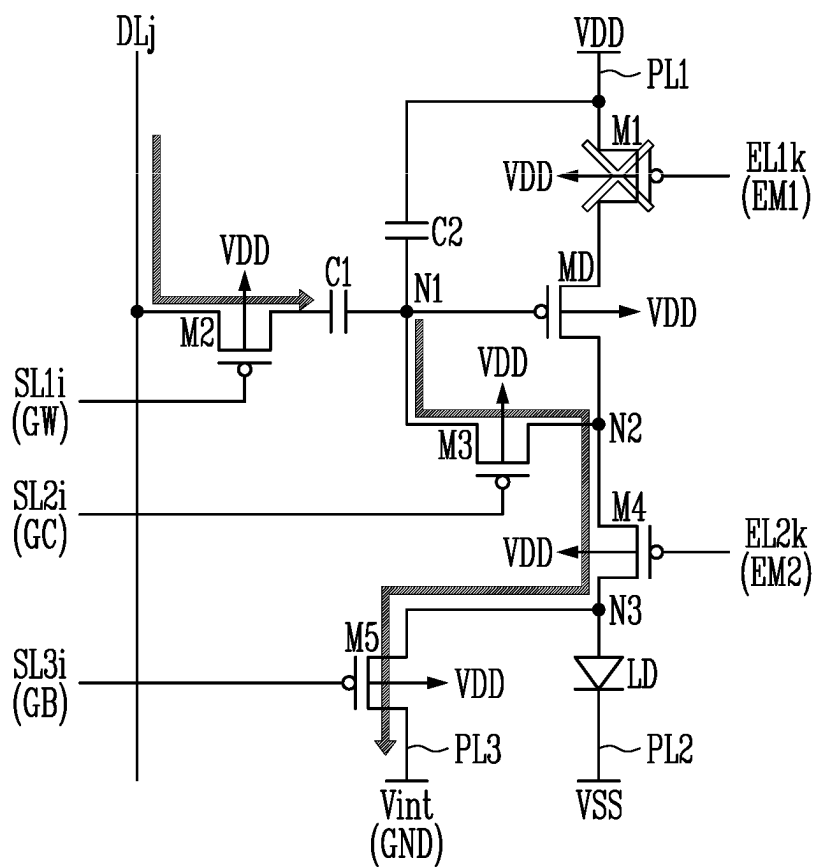 DLj
VDD
PL1
M1
VDD
EL1k
(EM1)
C2
VDD
C1
N1
MD
VDD
M2
SL1i
(GW)
VDD
N2
M3
SL2i
(GC)
M4
VDD
EL2k
(EM2)
N3
M5
SL3i
(GB)
VDD
LD
PL3
PL2
Vint
(GND)
VSS